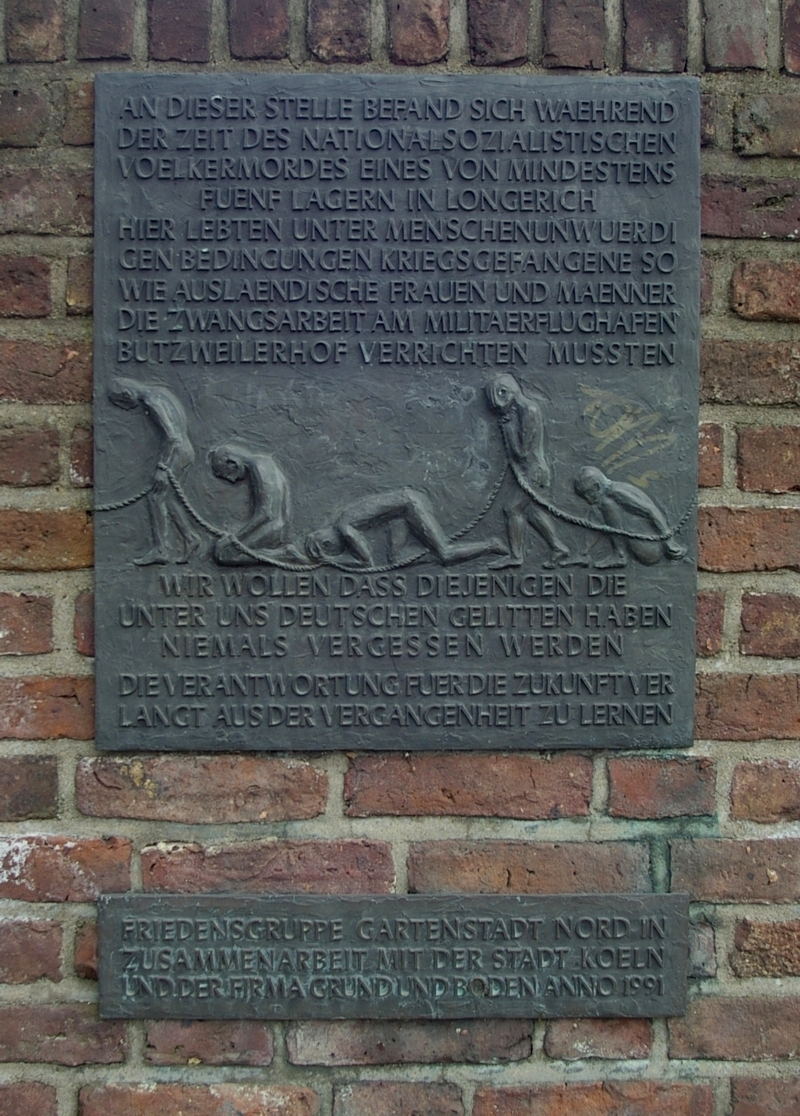 AN DIESER STELLE BEFAND SICH WAEHREND
DER ZEIT DES NATIONALSOZIALISTISCHEN
VOELKERMORDES EINES VON MINDESTENS
FUENF LAGERN IN LONGERICH
HIER LEBTEN UNTER MENSCHENUNWUERDI
GEN BEDINGUNGEN KRIEGSGEFANGENE SO
WIE AUSLAENDISCHE FRAUEN UND MAENNER
DIE ZWANGSARBEIT AM MILITAERFLUGHAFEN
BUTZWEILERHOF VERRICHTEN MUSSTEN
WIR WOLLEN DASS DIEJENIGEN DIE
UNTER UNS DEUTSCHEN GELITTEN HABEN
NIEMALS VERGESSEN WERDEN
DIE VERANTWORTUNG FUER DIE ZUKUNFT VER
LANGT AUS DER VERGANGENHEIT ZU LERNEN
FRIEDENSGRUPPE GARTENSTADT NORD IN
ZUSAMMENARBEIT MIT DER STADT KOELN
UND DER FIRMA GRUND UND BODEN ANNO 1991